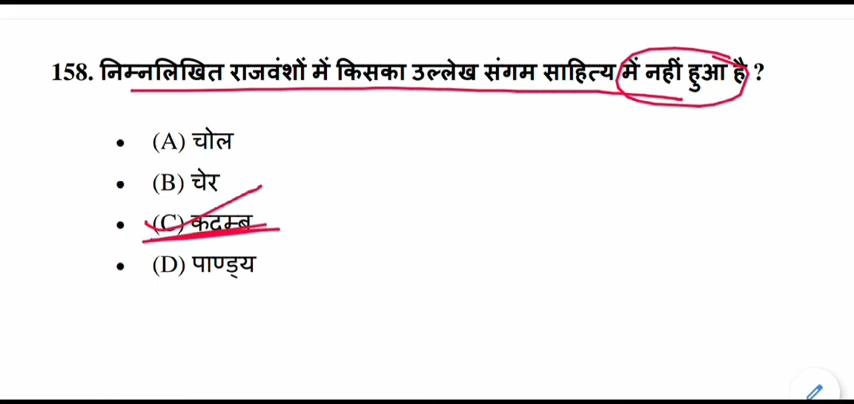 158. निम्नलिखित राजवंशों में किसका उल्लेख संगम साहित्य में नहीं हुआ है ?
• (A) चोल
• (B) चेर
• (C) कदम्ब
• (D) पाण्ड्य